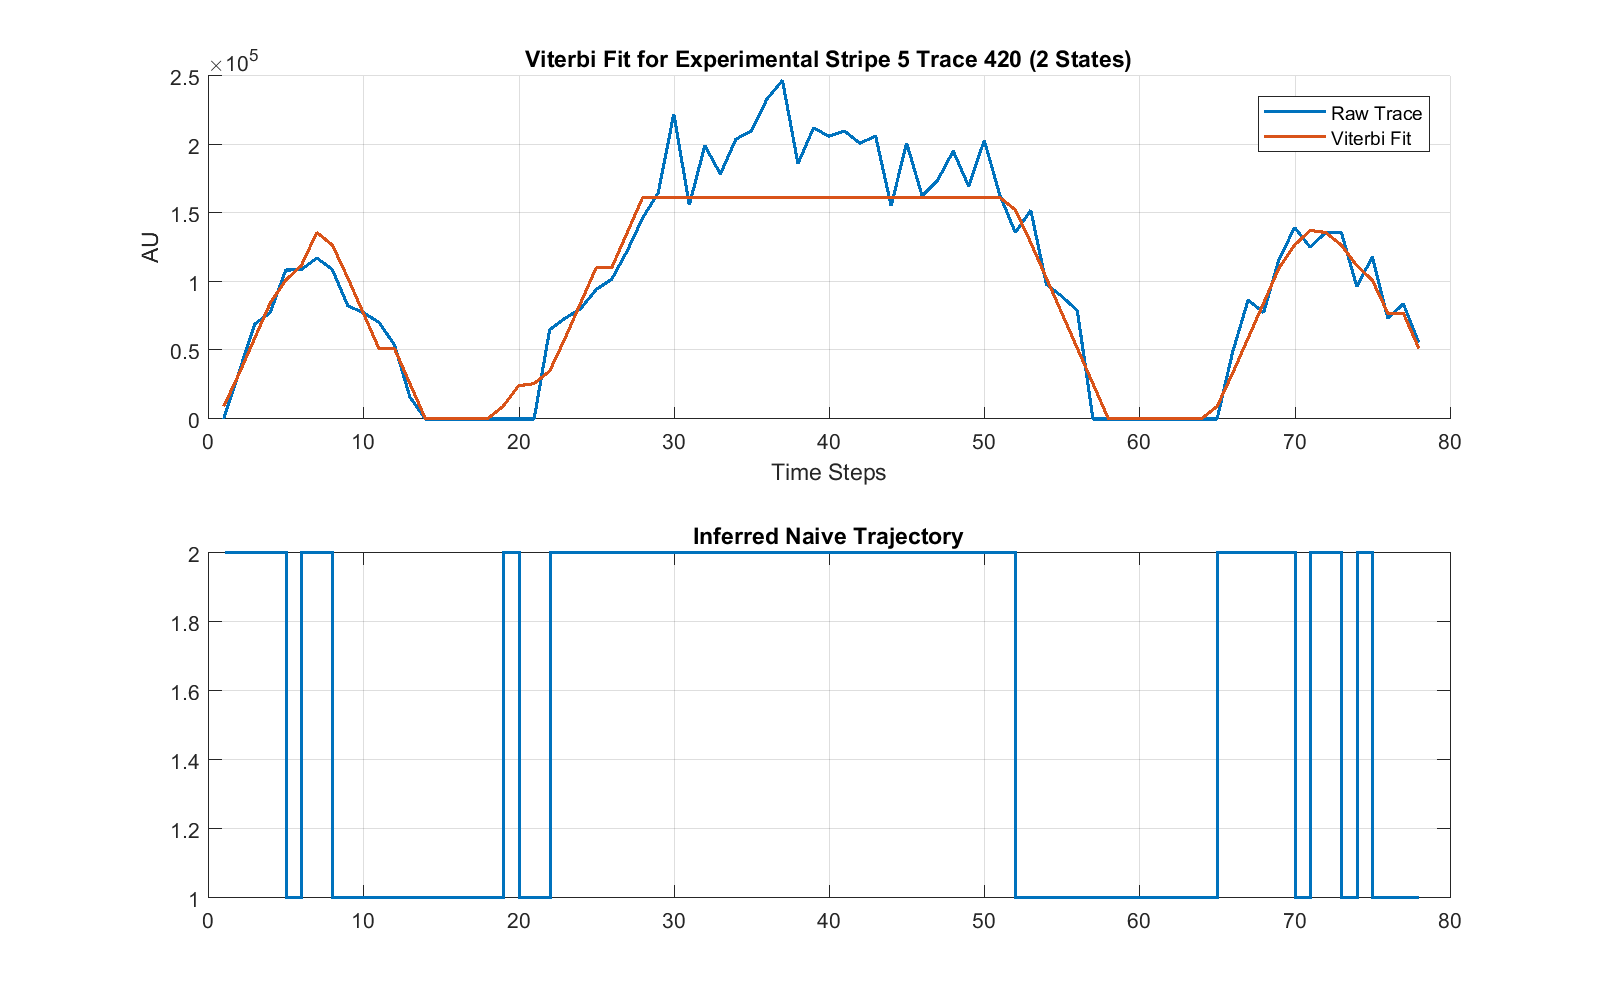 Viterbi Fit for Experimental Stripe 5 Trace 420 (2 States)
×10^5
2.5
2
1.5
1
0.5
0
AU
Raw Trace
Viterbi Fit
0 10 20 30 40 50 60 70 80
Time Steps
Inferred Naive Trajectory
2
1.8
1.6
1.4
1.2
1
0 10 20 30 40 50 60 70 80